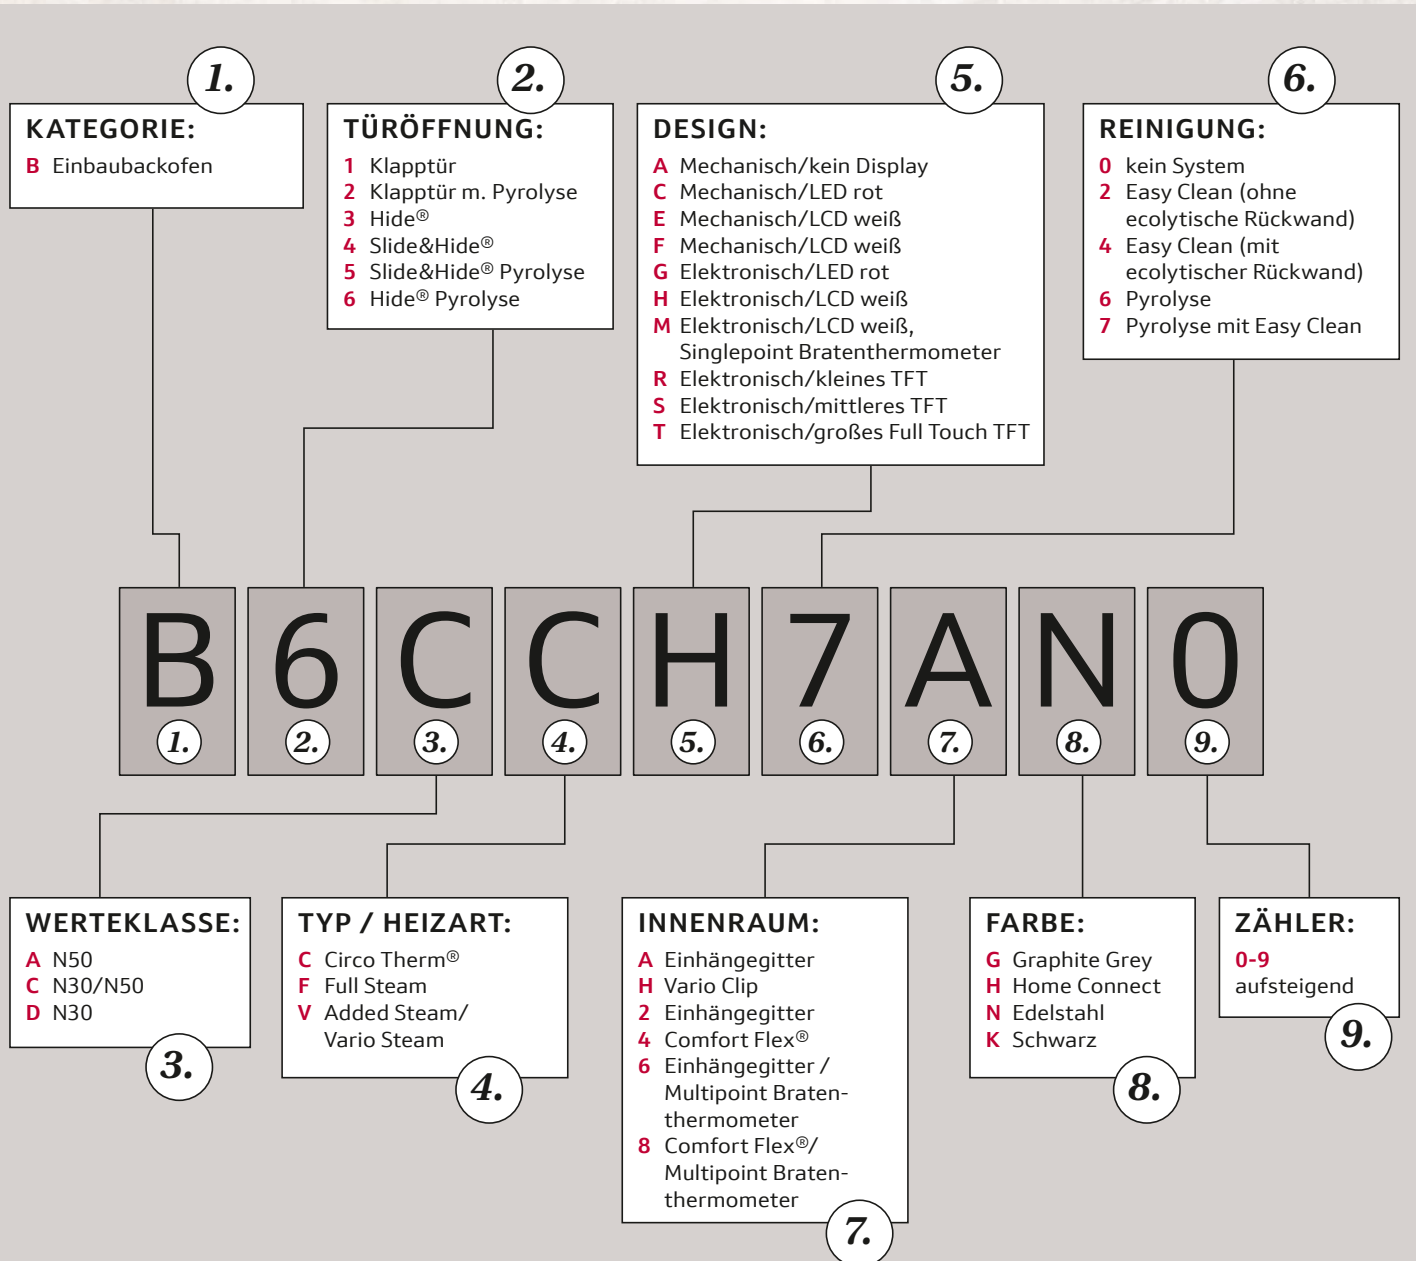 1.
KATEGORIE:
B Einbaubackofen
2.
TÜRÖFFNUNG:
1 Klapptür
2 Klapptür m. Pyrolyse
3 Hide®
4 Slide&Hide®
5 Slide&Hide® Pyrolyse
6 Hide® Pyrolyse
5.
DESIGN:
A Mechanisch/kein Display
C Mechanisch/LED rot
E Mechanisch/LCD weiß
F Mechanisch/LCD weiß
G Elektronisch/LED rot
H Elektronisch/LCD weiß
M Elektronisch/LCD weiß,
Singlepoint Bratenthermometer
R Elektronisch/kleines TFT
S Elektronisch/mittleres TFT
T Elektronisch/großes Full Touch TFT
6.
REINIGUNG:
0 kein System
2 Easy Clean (ohne
ecolytische Rückwand)
4 Easy Clean (mit
ecolytischer Rückwand)
6 Pyrolyse
7 Pyrolyse mit Easy Clean
B 6 C C H 7 A N 0
1. 2. 3. 4. 5. 6. 7. 8. 9.
WERTEKLASSE:
A N50
C N30/N50
D N30
3.
TYP / HEIZART:
C Circo Therm®
F Full Steam
V Added Steam/
Vario Steam
4.
INNENRAUM:
A Einhängegitter
H Vario Clip
2 Einhängegitter
4 Comfort Flex®
6 Einhängegitter /
Multipoint Braten-
thermometer
8 Comfort Flex®/
Multipoint Braten-
thermometer
7.
FARBE:
G Graphite Grey
H Home Connect
N Edelstahl
K Schwarz
8.
ZÄHLER:
0-9
aufsteigend
9.